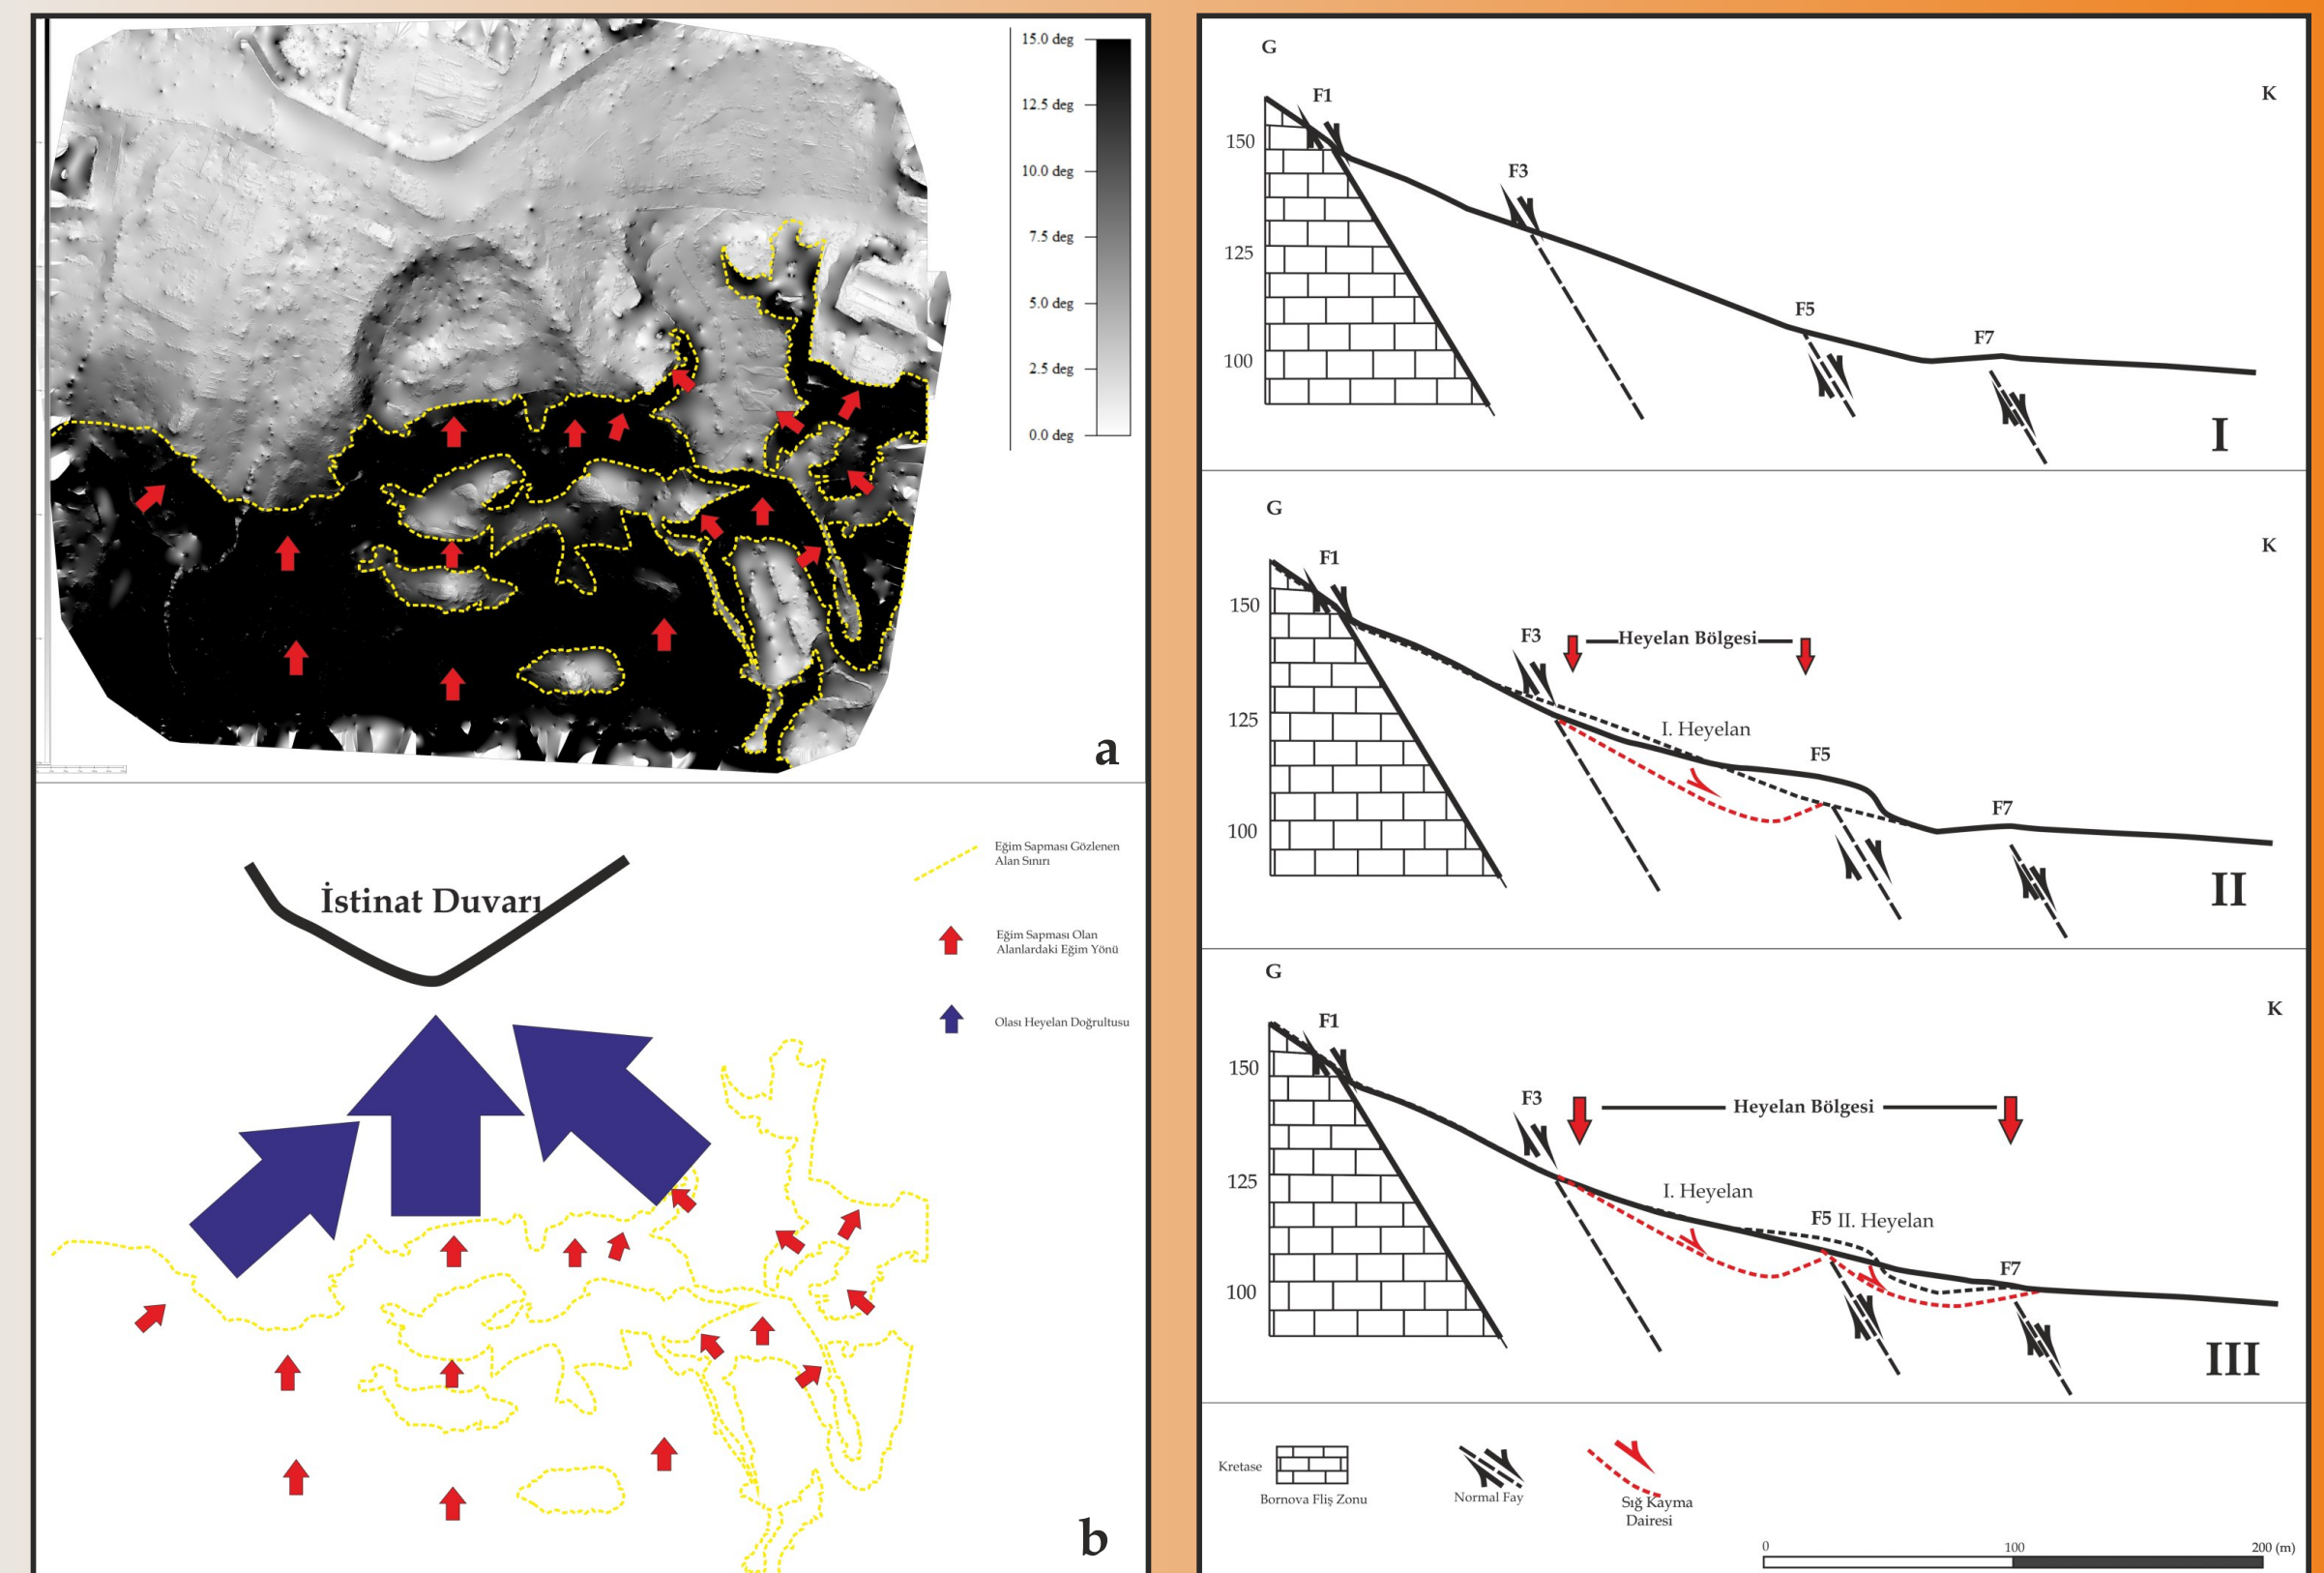 15.0 deg
12.5 deg
10.0 deg
7.5 deg
5.0 deg
2.5 deg
0.0 deg
a
İstinat Duvarı
Eğim Sapması Gözlenen
Alan Sınırı
Eğim Sapması Olan
Alanlardaki Eğim Yönü
Olası Heyelan Doğrultusu
b
G
K
F1
150
F3
125
F5
F7
100
I
G
K
F1
150
F3
Heyelan Bölgesi
125
I. Heyelan
F5
F7
100
II
G
K
F1
150
F3
Heyelan Bölgesi
125
I. Heyelan
F5 II. Heyelan
F7
100
III
Kretase
Bornova Fliş Zonu
Normal Fay
Sığ Kayma
Dairesi
0 100 200 (m)